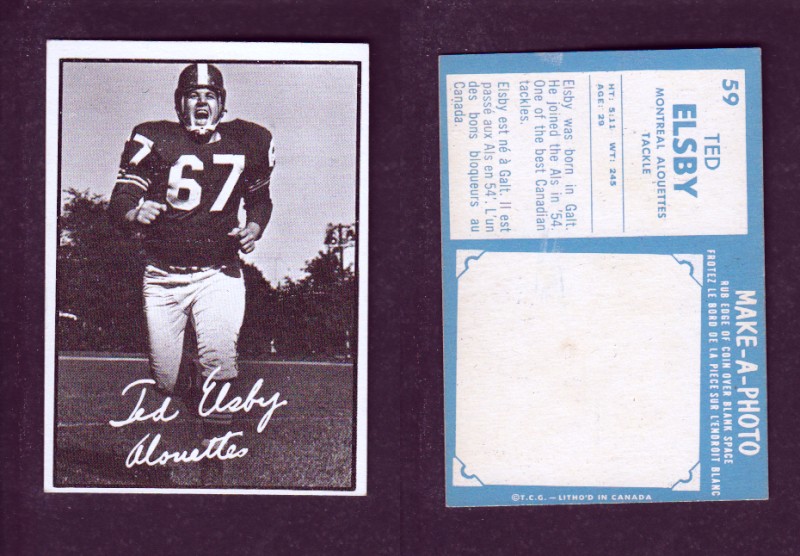 67
67
Ted Elsby
Alouettes
59
TED
ELSBY
MONTREAL ALOUETTES
TACKLE
HT: 5:11 WT: 245
AGE: 29
Elsby was born in Galt.
He joined the Als in '54.
One of the best Canadian
tackles.
Elsby est né à Galt. Il est
passé aux Als en 54'. L'un
des bons bloqueurs au
Canada.
MAKE-A-PHOTO
RUB EDGE OF COIN OVER BLANK SPACE
FROTEZ LE BORD DE LA PIECE SUR L'ENDROIT BLANC
©T.C.G. — LITHO'D IN CANADA